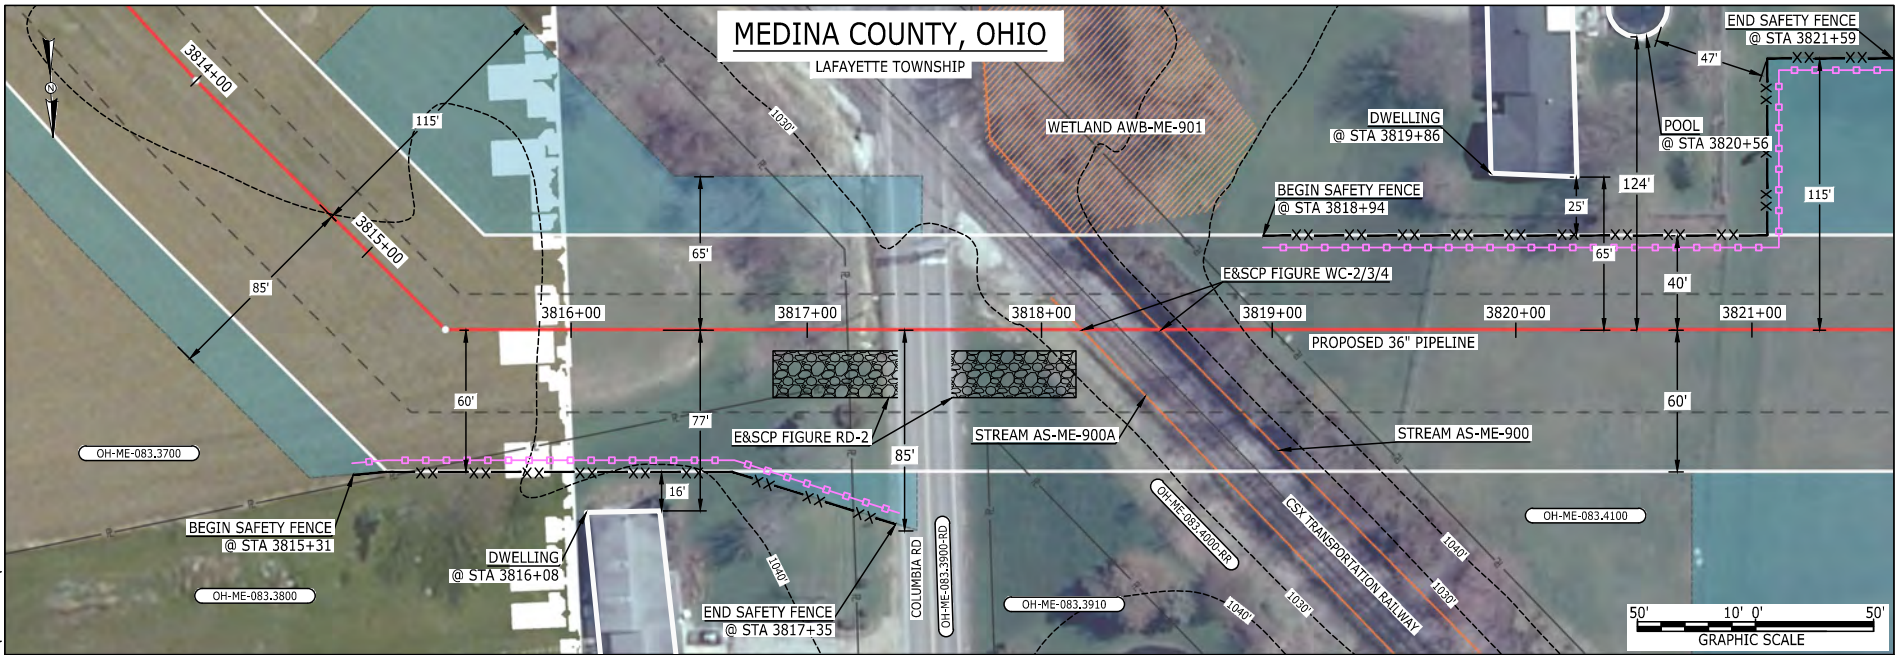 MEDINA COUNTY, OHIO
LAFAYETTE TOWNSHIP
END SAFETY FENCE
@ STA 3821+59
3814+00
N
115'
1030'
WETLAND AWB-ME-901
DWELLING
@ STA 3819+86
47'
POOL
@ STA 3820+56
BEGIN SAFETY FENCE
@ STA 3818+94
124'
25'
115'
3815+00
85'
65'
65'
E&SCP FIGURE WC-2/3/4
40'
3816+00
3817+00
3818+00
3819+00
3820+00
3821+00
PROPOSED 36" PIPELINE
60'
77'
60'
E&SCP FIGURE RD-2
STREAM AS-ME-900A
STREAM AS-ME-900
OH-ME-083.3700
85'
16'
BEGIN SAFETY FENCE
@ STA 3815+31
DWELLING
@ STA 3816+08
1040'
OH-ME-083.3800
END SAFETY FENCE
@ STA 3817+35
COLUMBIA RD
OH-ME-083.3900-RD
OH-ME-083.3910
OH-ME-083.4000-RR
CSX TRANSPORTATION RAILWAY
OH-ME-083.4100
1040'
1030'
1030'
1040'
50'
10'
0'
50'
GRAPHIC SCALE